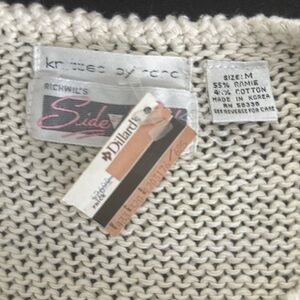 knitted by hand
RICHWIL'S
Side
Dillard's
SIZE: M
55% RAMIE
45% COTTON
MADE IN KOREA
RN 58336
SEE REVERSE FOR CARE